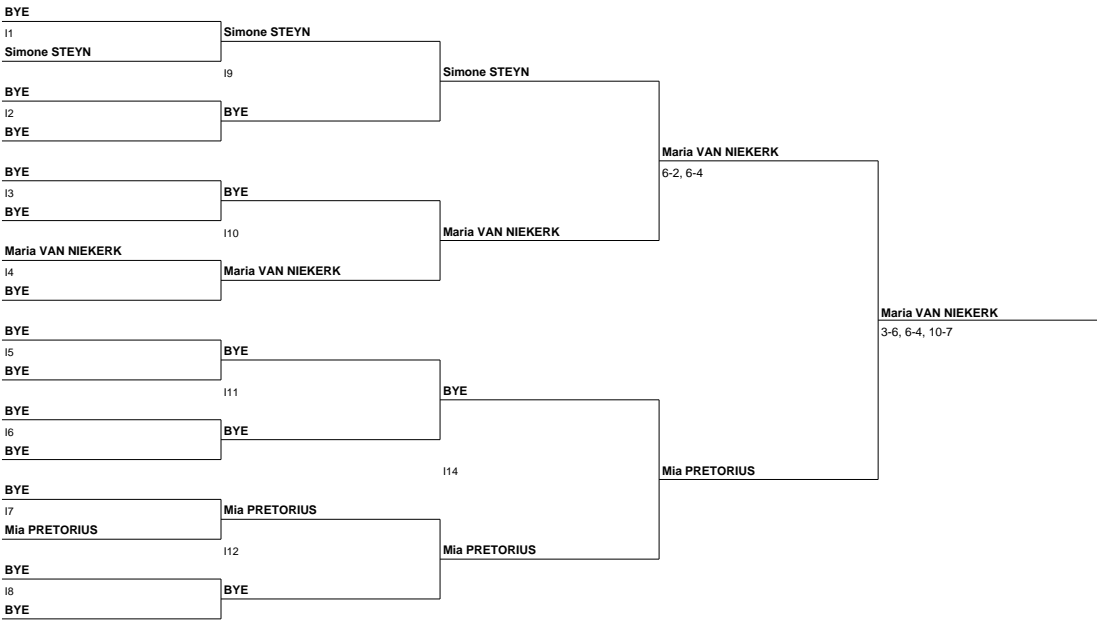 BYE
I1
Simone STEYN
BYE
I2
BYE
BYE
I3
BYE
Maria VAN NIEKERK
I4
BYE
BYE
I5
BYE
BYE
I6
BYE
BYE
I7
Mia PRETORIUS
BYE
I8
BYE
Simone STEYN
I9
BYE
BYE
I10
Maria VAN NIEKERK
BYE
I11
BYE
Mia PRETORIUS
I12
BYE
Simone STEYN
Maria VAN NIEKERK
BYE
I14
Mia PRETORIUS
Maria VAN NIEKERK
6-2, 6-4
Mia PRETORIUS
Maria VAN NIEKERK
3-6, 6-4, 10-7